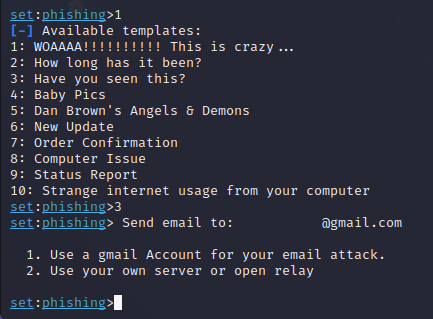 set:phishing>1
[-] Available templates:
1: WOAAAA!!!!!!!!!! This is crazy...
2: How long has it been?
3: Have you seen this?
4: Baby Pics
5: Dan Brown's Angels & Demons
6: New Update
7: Order Confirmation
8: Computer Issue
9: Status Report
10: Strange internet usage from your computer
set:phishing>3
set:phishing> Send email to: @gmail.com
1. Use a gmail Account for your email attack.
2. Use your own server or open relay
set:phishing>